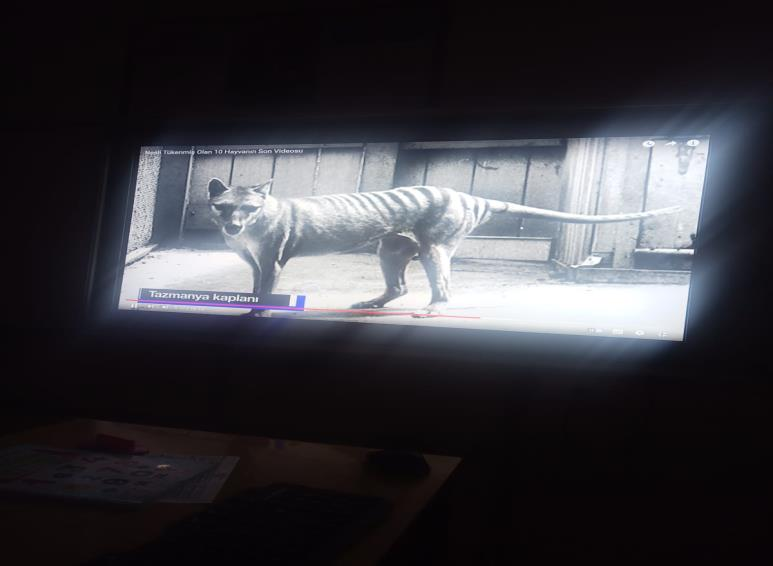 Nesli Tükenmiş Olan 10 Hayvanın Son Videosu
Tazmanya kaplanı